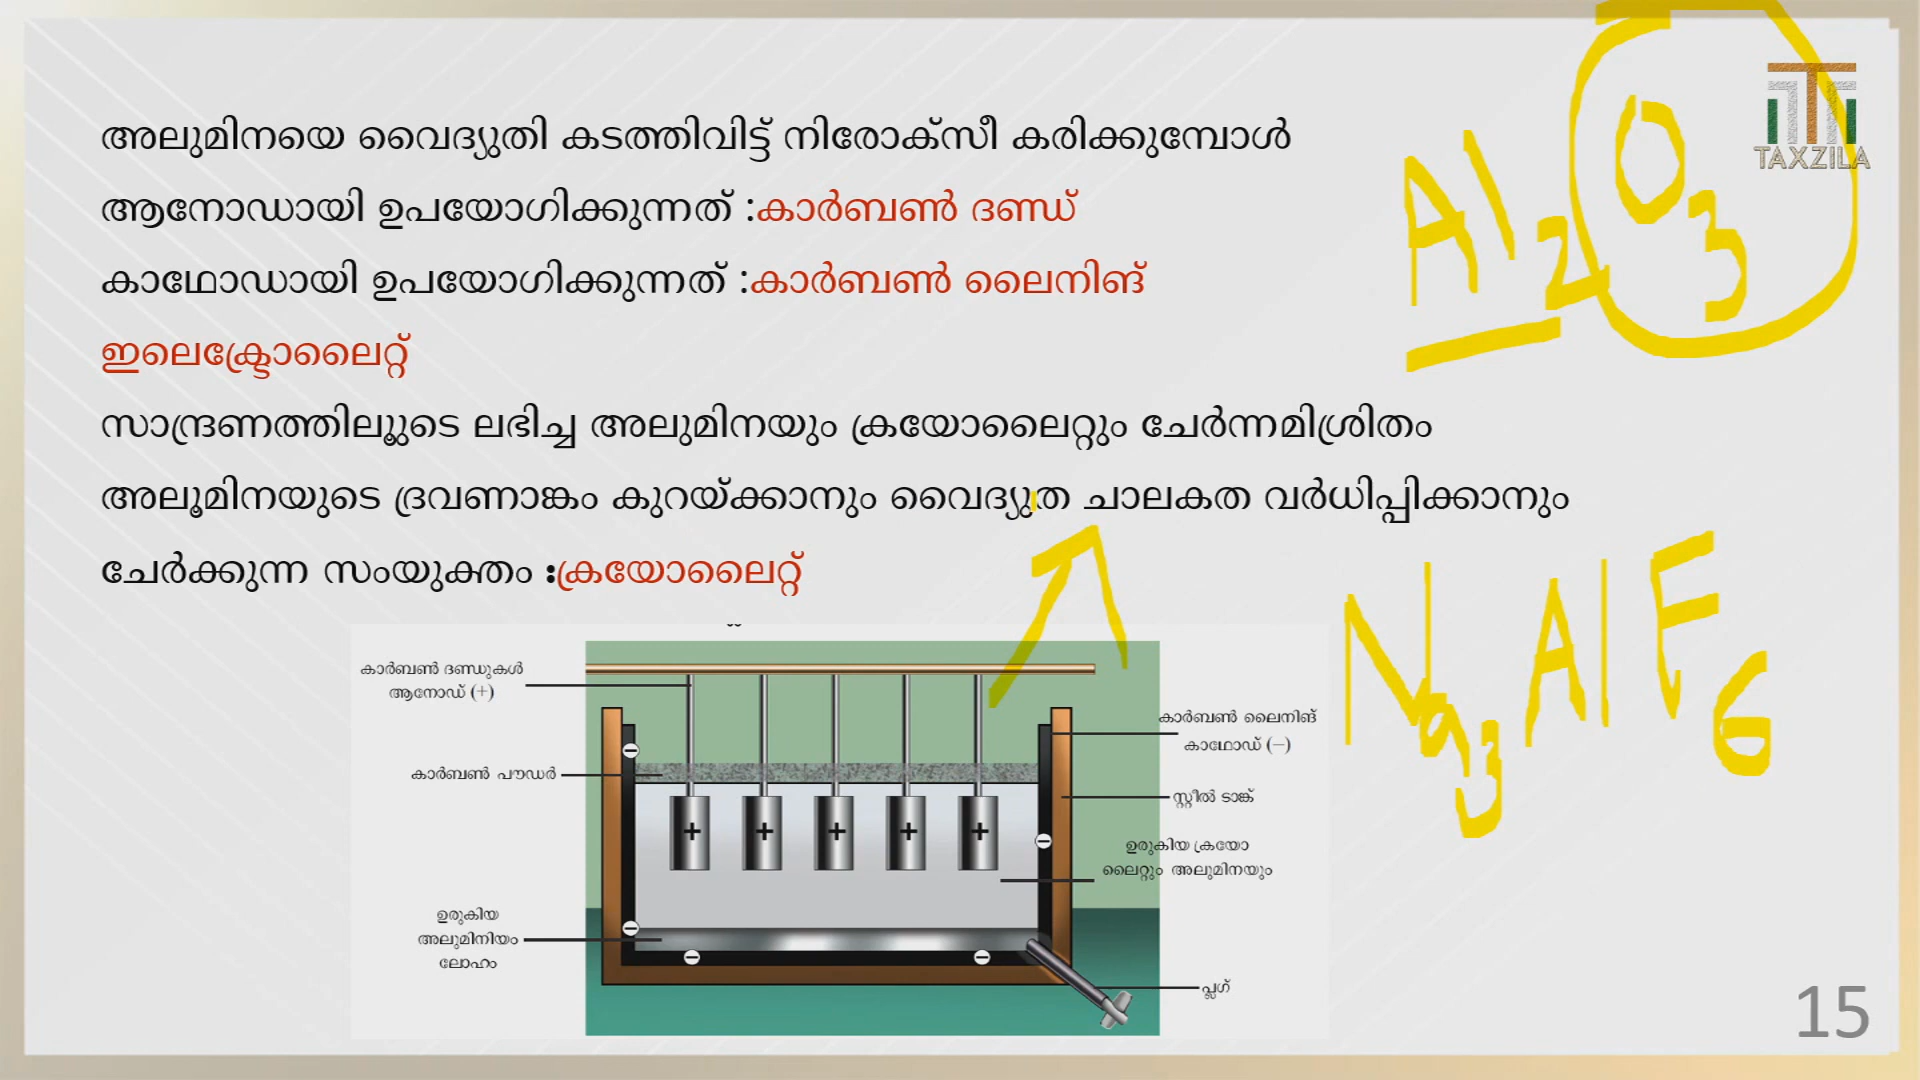 അലുമിനയെ വൈദ്യുതി കടത്തിവിട്ട് നിരോക്സീ കരിക്കുമ്പോൾ
ആനോഡായി ഉപയോഗിക്കുന്നത് :കാർബൺ ദണ്ഡ്
കാഥോഡായി ഉപയോഗിക്കുന്നത് :കാർബൺ ലൈനിങ്
ഇലെക്ട്രോലൈറ്റ്
സാന്ദ്രണത്തിലൂുടെ ലഭിച്ച അലുമിനയും ക്രയോലൈറ്റും ചേർന്നമിശ്രിതം
അലൂമിനയുടെ ദ്രവണാങ്കം കുറയ്ക്കാനും വൈദ്യുത ചാലകത വർധിപ്പിക്കാനും
ചേർക്കുന്ന സംയുക്തം :ക്രയോലൈറ്റ്
Al2O3
TAXZILA
Na3AlF6
കാർബൺ ദണ്ഡുകൾ
ആനോഡ് (+)
കാർബൺ ലൈനിങ്
കാഥോഡ് (−)
കാർബൺ പൗഡർ
സ്റ്റീൽ ടാങ്ക്
+ + + + +
ഉരുകിയ ക്രയോ
ലൈറ്റും അലുമിനയും
ഉരുകിയ
അലുമിനിയം
ലോഹം
പ്ലഗ്
15